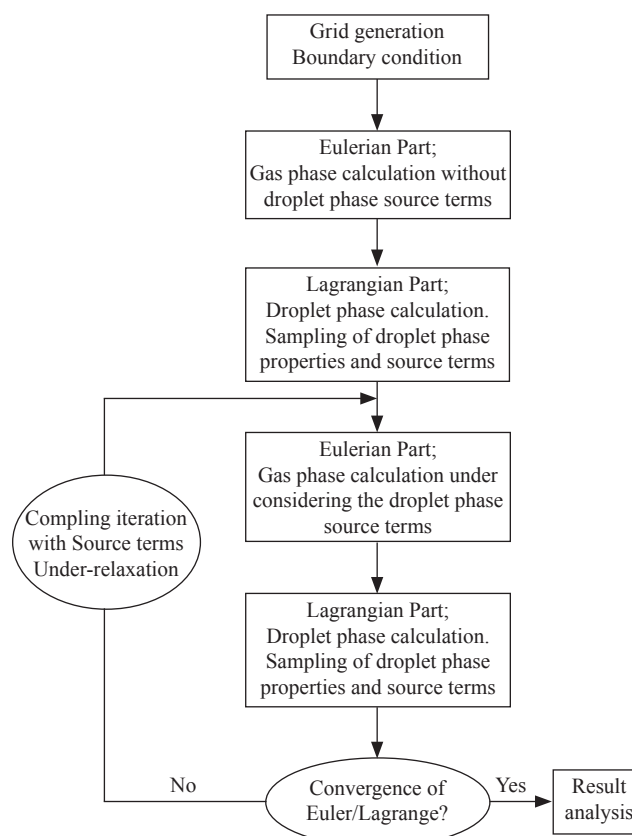 Grid generation
Boundary condition
Eulerian Part;
Gas phase calculation without
droplet phase source terms
Lagrangian Part;
Droplet phase calculation.
Sampling of droplet phase
properties and source terms
Eulerian Part;
Gas phase calculation under
considering the droplet phase
source terms
Compling iteration
with Source terms
Under-relaxation
Lagrangian Part;
Droplet phase calculation.
Sampling of droplet phase
properties and source terms
No
Convergence of
Euler/Lagrange?
Yes
Result
analysis